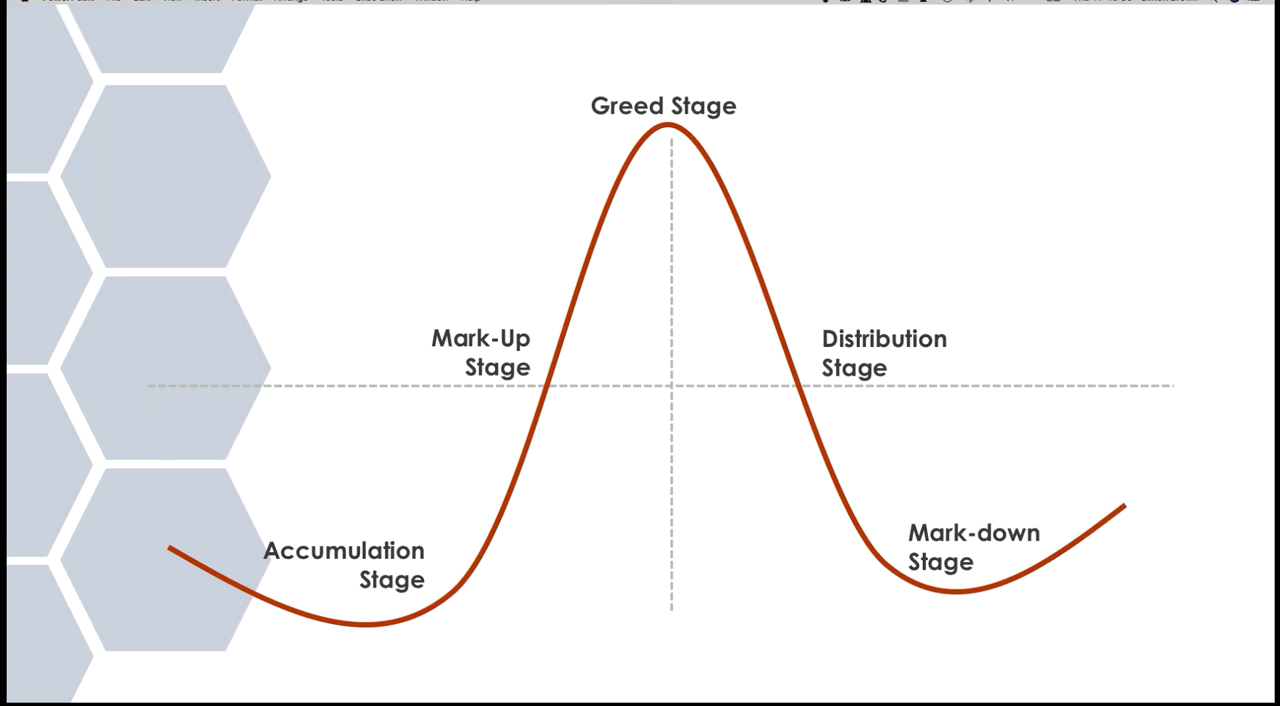 Greed Stage
Mark-Up
Stage
Distribution
Stage
Accumulation
Stage
Mark-down
Stage